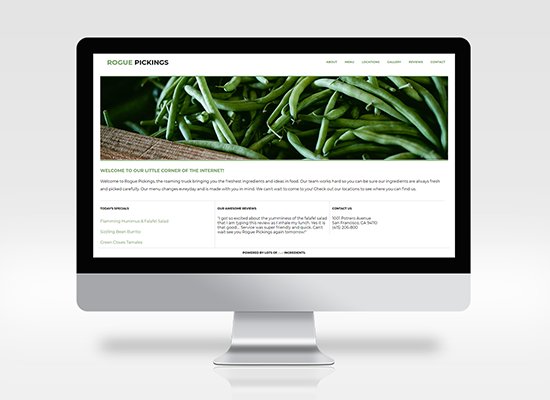 ROGUE PICKINGS
ABOUT MENU LOCATIONS GALLERY REVIEWS CONTACT
WELCOME TO OUR LITTLE CORNER OF THE INTERNET!
Welcome to Rogue Pickings, the roaming truck bringing you the freshest ingredients and ideas in food. Our team works hard so you can be sure our ingredients are always fresh
and picked carefully. Our menu changes everyday and is made with you in mind. We can't wait to come to you! Check out our locations to see where you can find us.
TODAY'S SPECIALS
Flamming Hummus & Falafel Salad
Sizzling Bean Burrito
Green Cloves Tamales
OUR AWESOME REVIEWS
"I got so excited about the yumminess of the falafel salad
that I am typing this review as I inhale my lunch. Yes, it is
that good... Service was super friendly and quick. Can't
wait to see you Rogue Pickings again tomorrow!"
CONTACT US
1001 Potrero Avenue
San Francisco, CA 94110
(415) 206-800
POWERED BY LOTS OF INGREDIENTS